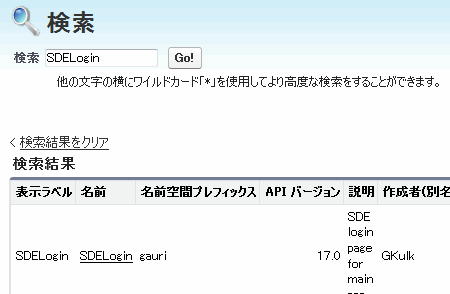 検索
検索 SDELogin Go!
他の文字の横にワイルドカード「*」を使用してより高度な検索をすることができます。
< 検索結果をクリア
検索結果
表示ラベル 名前 名前空間プレフィックス API バージョン 説明 作成者(別名
SDELogin SDELogin gauri 17.0 SDE login page for main GKulk